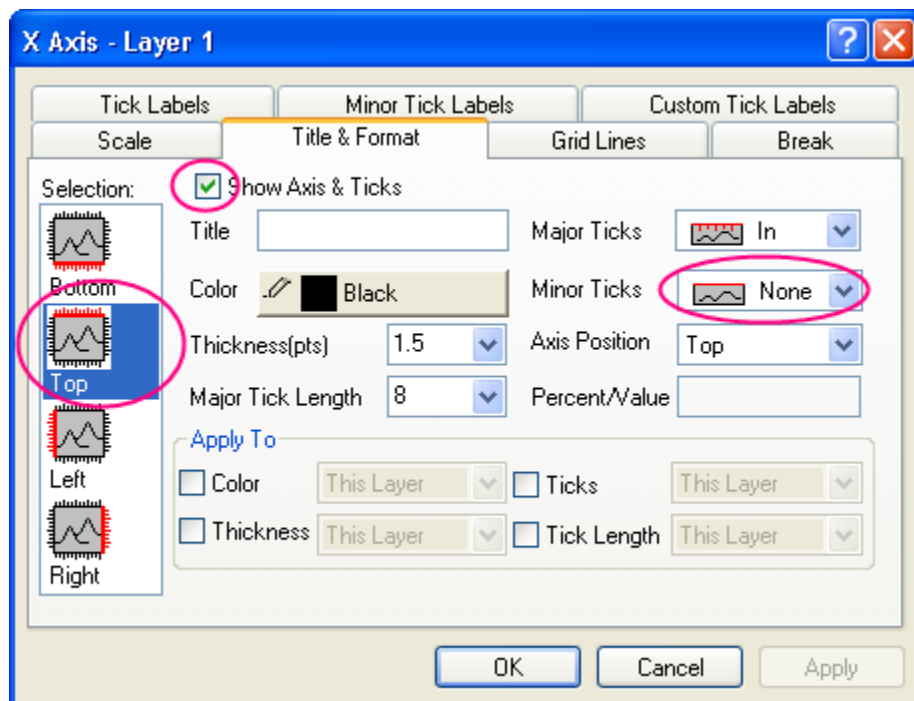 X Axis - Layer 1
Tick Labels Minor Tick Labels Custom Tick Labels
Scale Title & Format Grid Lines Break
Selection:
Bottom
Top
Left
Right
Show Axis & Ticks
Title Major Ticks In
Color Black Minor Ticks None
Thickness(pts) 1.5 Axis Position Top
Major Tick Length 8 Percent/Value
Apply To
Color This Layer Ticks This Layer
Thickness This Layer Tick Length This Layer
OK Cancel Apply